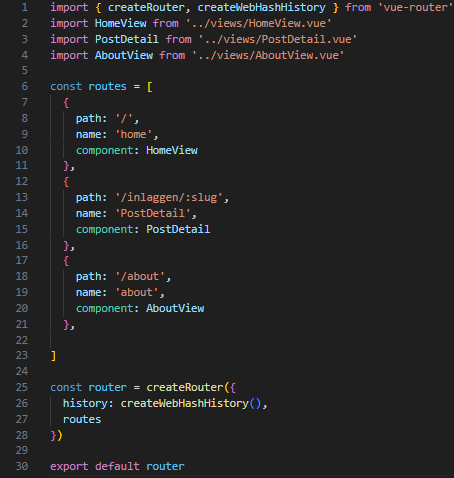 1 import { createRouter, createWebHashHistory } from 'vue-router'
2 import HomeView from '../views/HomeView.vue'
3 import PostDetail from '../views/PostDetail.vue'
4 import AboutView from '../views/AboutView.vue'
5
6 const routes = [
7   {
8     path: '/',
9     name: 'home',
10     component: HomeView
11   },
12   {
13     path: '/inlaggen/:slug',
14     name: 'PostDetail',
15     component: PostDetail
16   },
17   {
18     path: '/about',
19     name: 'about',
20     component: AboutView
21   },
22
23 ]
24
25 const router = createRouter({
26   history: createWebHashHistory(),
27   routes
28 })
29
30 export default router